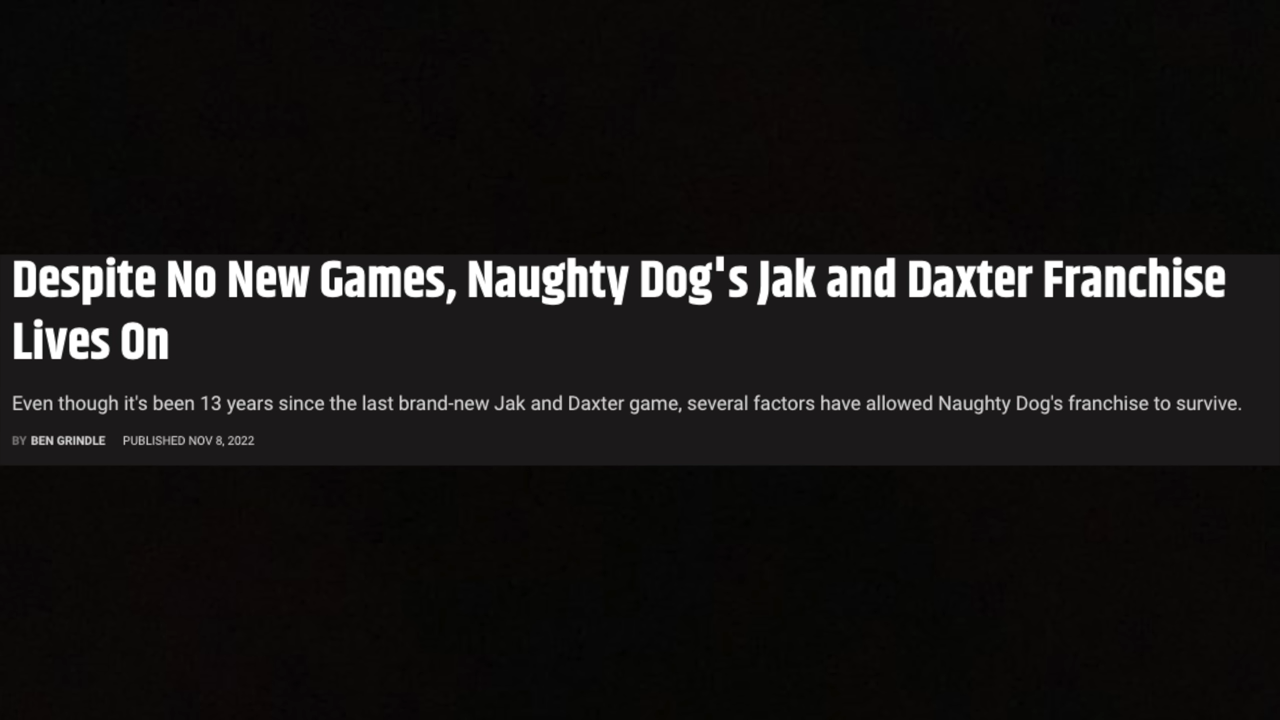 Despite No New Games, Naughty Dog's Jak and Daxter Franchise
Lives On
Even though it's been 13 years since the last brand-new Jak and Daxter game, several factors have allowed Naughty Dog's franchise to survive.
BY BEN GRINDLE PUBLISHED NOV 8, 2022